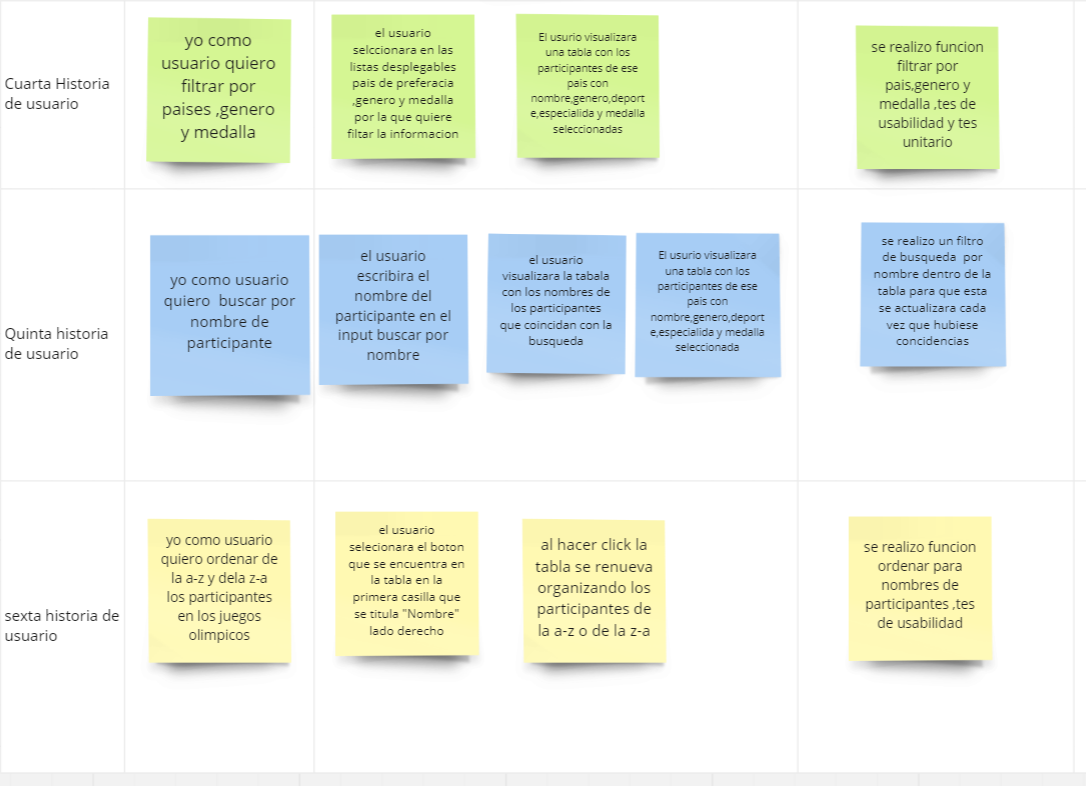 Cuarta Historia
de usuario
yo como
usuario quiero
filtrar por
paises ,genero
y medalla
el usuario
selccionara en las
listas desplegables
pais de preferacia
,genero y medalla
por la que quiere
filtar la informacion
El usurio visualizara
una tabla con los
participantes de ese
pais con
nombre,genero,deport
e,especialida y medalla
seleccionadas
se realizo funcion
filtrar por
pais,genero y
medalla ,tes de
usabilidad y tes
unitario
Quinta historia
de usuario
yo como usuario
quiero buscar por
nombre de
participante
el usuario
escribira el
nombre del
participante en el
input buscar por
nombre
el usuario
visualizara la tabala
con los nombres de
los participantes
que coincidan con la
busqueda
El usurio visualizara
una tabla con los
participantes de ese
pais con
nombre,genero,deport
e,especialida y medalla
seleccionada
se realizo un filtro
de busqueda por
nombre dentro de la
tabla para que esta
se actualizara cada
vez que hubiese
concidencias
sexta historia de
usuario
yo como usuario
quiero ordenar de
la a-z y dela z-a
los participantes
en los juegos
olimpicos
el usuario
selecionara el boton
que se encuentra en
la tabla en la
primera casilla que
se titula "Nombre"
lado derecho
al hacer click la
tabla se renueva
organizando los
participantes de
la a-z o de la z-a
se realizo funcion
ordenar para
nombres de
participantes ,tes
de usabilidad